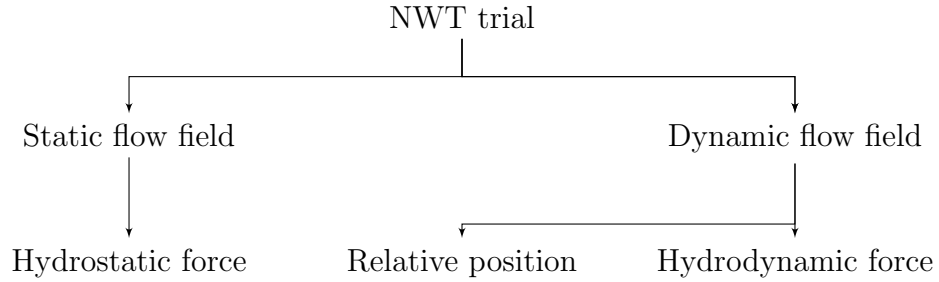 NWT trial
Static flow field
Dynamic flow field
Hydrostatic force
Relative position
Hydrodynamic force